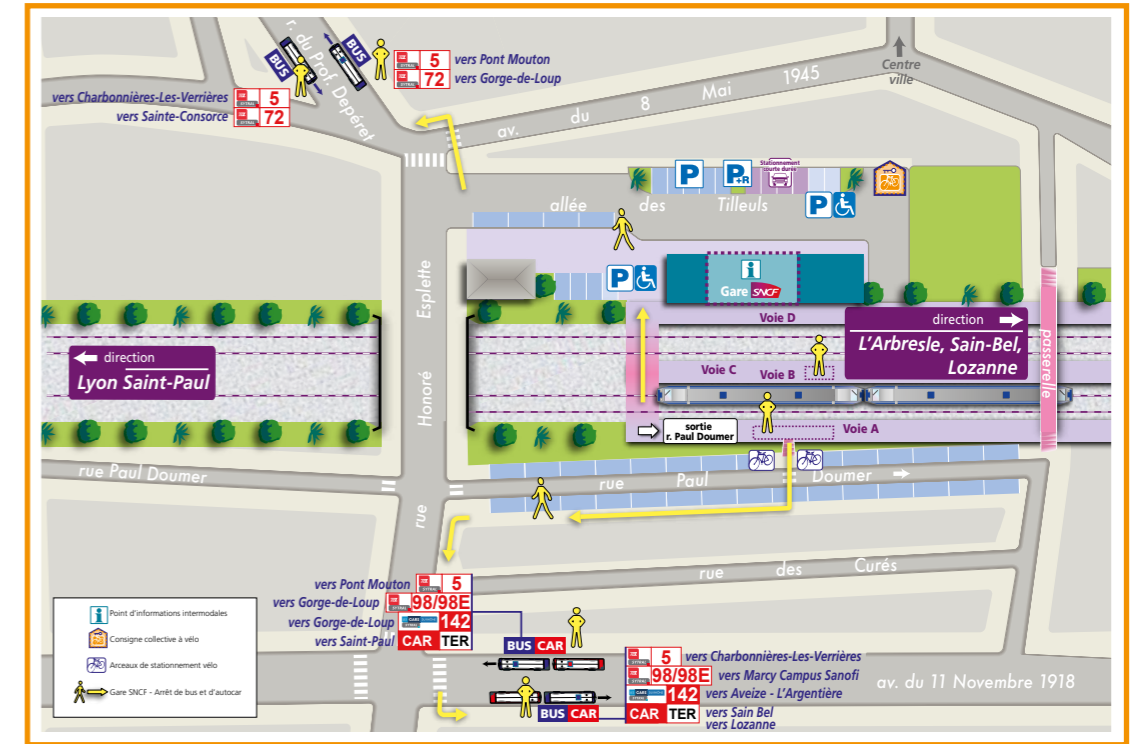 BUS
BUS
r. du Prof. Depéret
5
vers Pont Mouton
72
vers Gorge-de-Loup
vers Charbonnières-Les-Verrières
5
vers Sainte-Consorce
72
av. du 8 Mai 1945
Centre
ville
P
P+R
Stationnement
courte durée
P
allée des Tilleuls
P
i
Gare SNCF
rue Honoré Esplette
direction
Lyon Saint-Paul
Voie D
Voie C
Voie B
Voie A
direction
L'Arbresle, Sain-Bel,
Lozanne
passerelle
sortie
r. Paul Doumer
rue Paul Doumer
rue Paul Doumer
rue des Curés
vers Pont Mouton 5
vers Gorge-de-Loup 98/98E
vers Gorge-de-Loup 142
vers Saint-Paul CAR TER
BUS CAR
BUS CAR
5 vers Charbonnières-Les-Verrières
98/98E vers Marcy Campus Sanofi
142 vers Aveize - L'Argentière
CAR TER vers Sain Bel
vers Lozanne
av. du 11 Novembre 1918
i Point d'informations intermodales
Consigne collective à vélo
Arceaux de stationnement vélo
Gare SNCF - Arrêt de bus et d'autocar